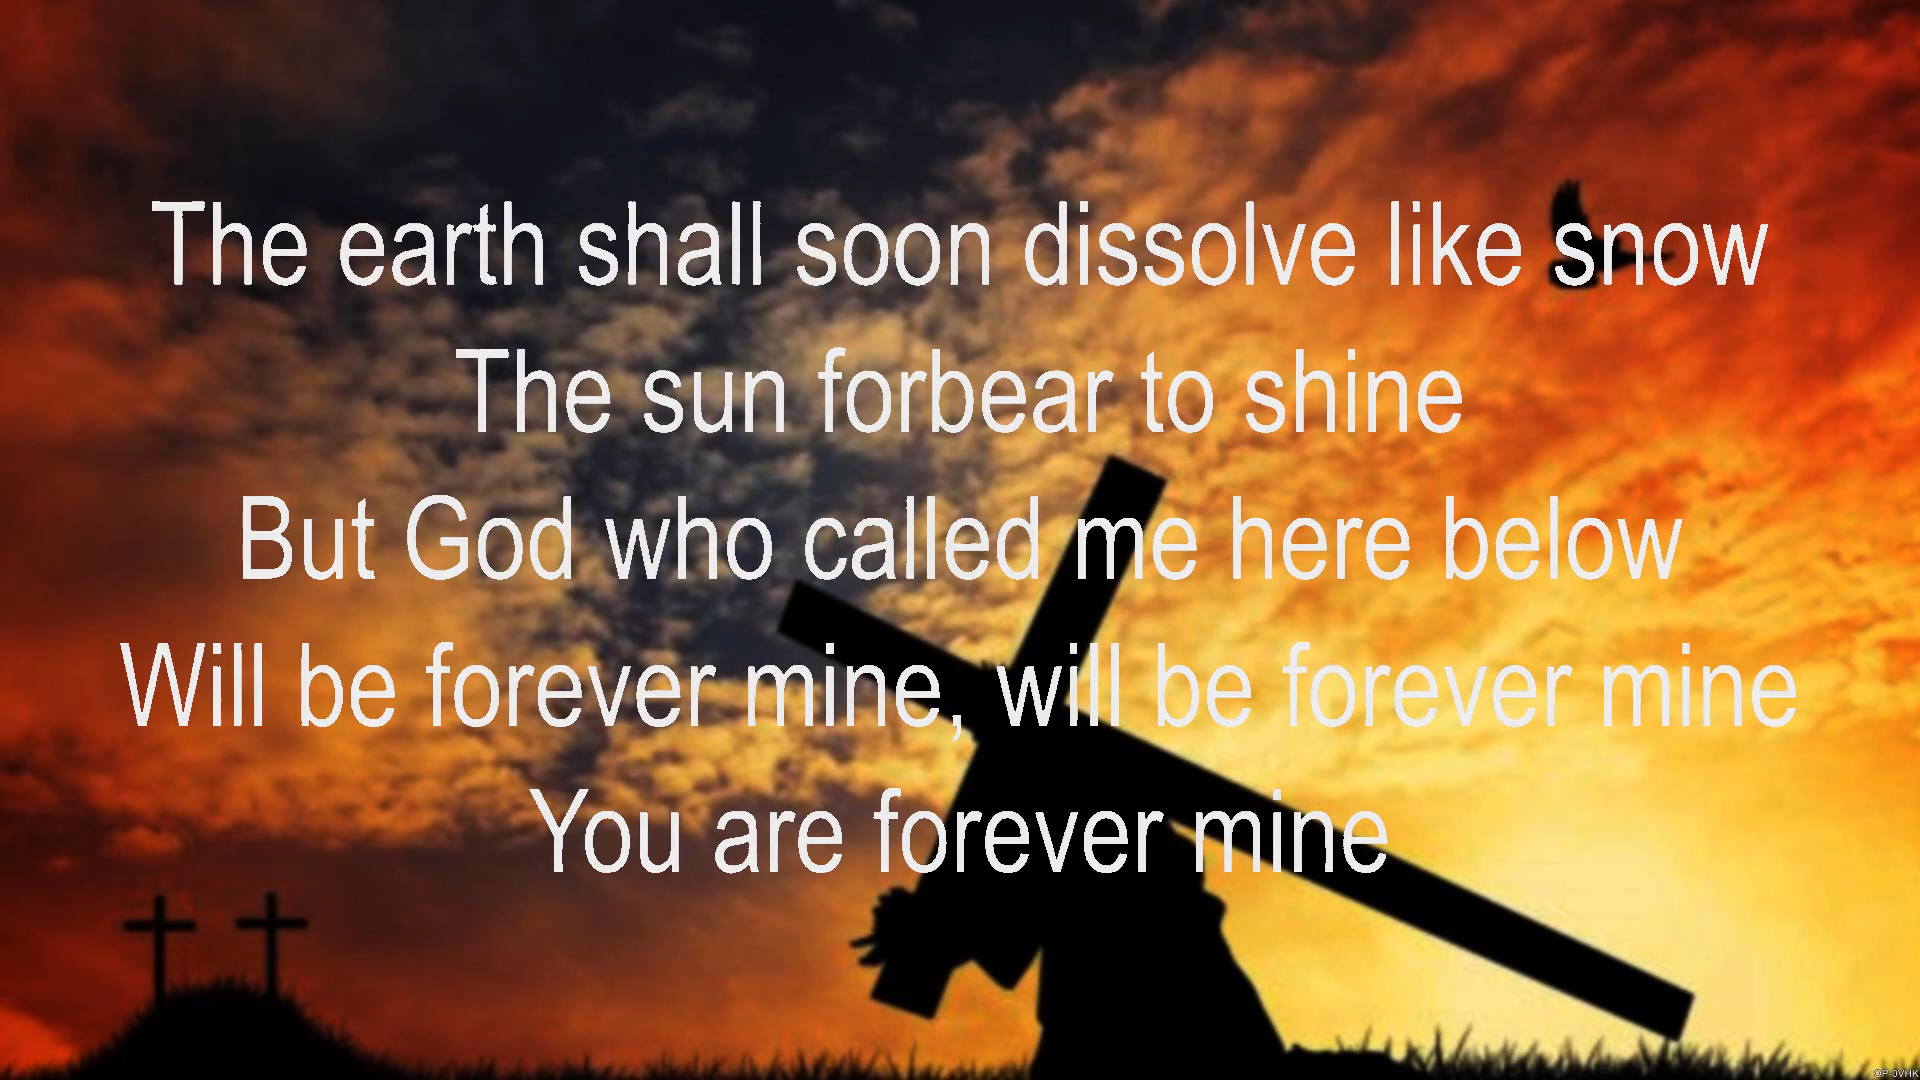 The earth shall soon dissolve like snow
The sun forbear to shine
But God who called me here below
Will be forever mine, will be forever mine
You are forever mine